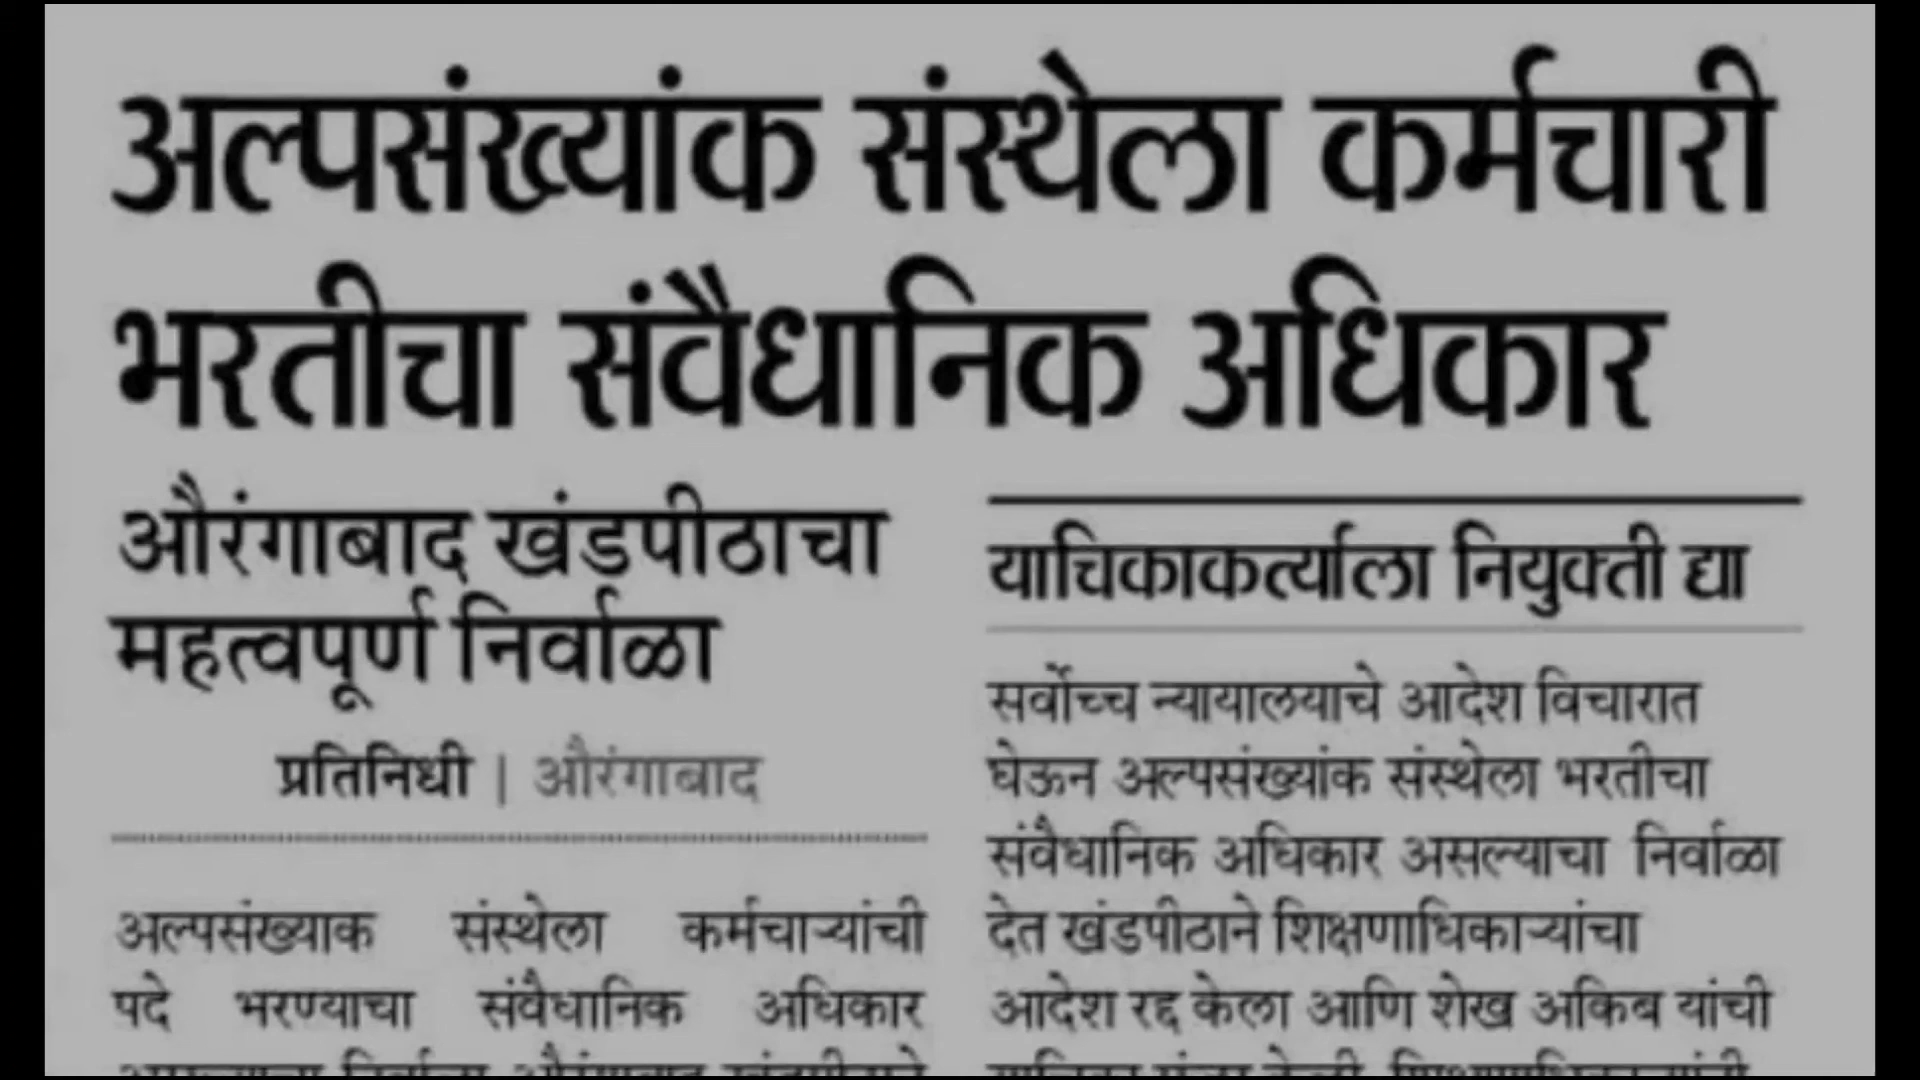 अल्पसंख्यांक संस्थेला कर्मचारी
भरतीचा संवैधानिक अधिकार
औरंगाबाद खंडपीठाचा
महत्वपूर्ण निर्वाळा
प्रतिनिधी | औरंगाबाद
अल्पसंख्याक संस्थेला कर्मचाऱ्यांची
पदे भरण्याचा संवैधानिक अधिकार
याचिकाकर्त्याला नियुक्ती द्या
सर्वोच्च न्यायालयाचे आदेश विचारात
घेऊन अल्पसंख्यांक संस्थेला भरतीचा
संवैधानिक अधिकार असल्याचा निर्वाळा
देत खंडपीठाने शिक्षणाधिकाऱ्यांचा
आदेश रद्द केला आणि शेख अकिब यांची